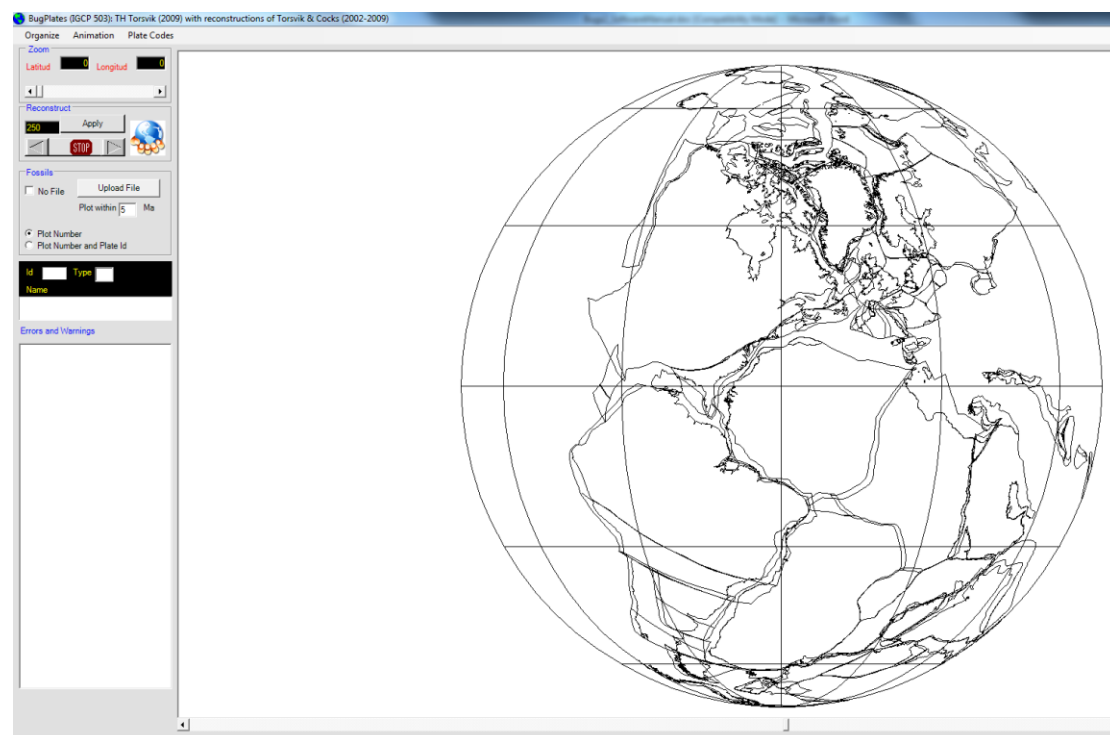 BugPlates (IGCP 503): TH Torsvik (2009) with reconstructions of Torsvik & Cocks (2002-2009)
Organize Animation Plate Codes
Zoom
Latitud 0 Longitud 0
Reconstruct
250 Apply
STOP
Fossils
No File Upload File
Plot within 5 Ma
Plot Number
Plot Number and Plate Id
Id Type
Name
Errors and Warnings